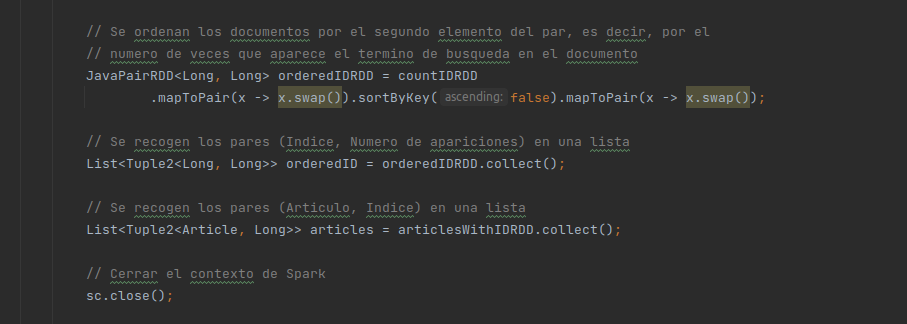 // Se ordenan los documentos por el segundo elemento del par, es decir, por el
// numero de veces que aparece el termino de busqueda en el documento
JavaPairRDD<Long, Long> orderedIDRDD = countIDRDD
.mapToPair(x -> x.swap()).sortByKey( ascending: false).mapToPair(x -> x.swap());
// Se recogen los pares (Indice, Numero de apariciones) en una lista
List<Tuple2<Long, Long>> orderedID = orderedIDRDD.collect();
// Se recogen los pares (Articulo, Indice) en una lista
List<Tuple2<Article, Long>> articles = articlesWithIDRDD.collect();
// Cerrar el contexto de Spark
sc.close();